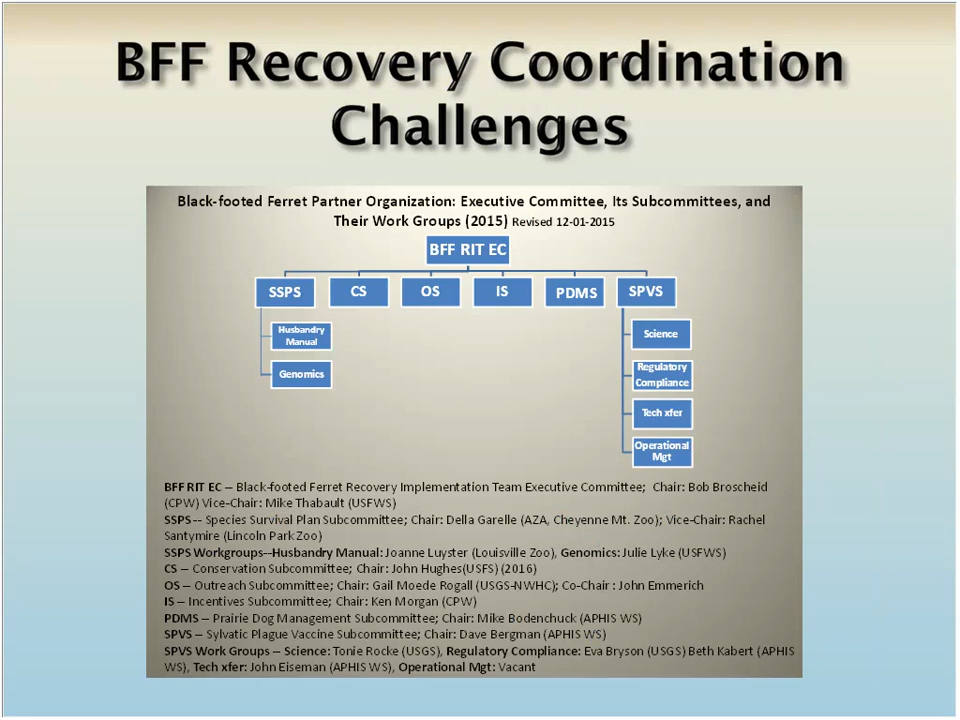 BFF Recovery Coordination
Challenges
Black-footed Ferret Partner Organization: Executive Committee, Its Subcommittees, and
Their Work Groups (2015) Revised 12-01-2015
BFF RIT EC
SSPS
CS
OS
IS
PDMS
SPVS
Husbandry
Manual
Genomics
Science
Regulatory
Compliance
Tech xfer
Operational
Mgt
BFF RIT EC – Black-footed Ferret Recovery Implementation Team Executive Committee; Chair: Bob Broscheid
(CPW) Vice-Chair: Mike Thabault (USFWS)
SSPS -- Species Survival Plan Subcommittee; Chair: Della Garelle (AZA, Cheyenne Mt. Zoo); Vice-Chair: Rachel
Santymire (Lincoln Park Zoo)
SSPS Workgroups--Husbandry Manual: Joanne Luyster (Louisville Zoo), Genomics: Julie Lyke (USFWS)
CS – Conservation Subcommittee; Chair: John Hughes(USFS) (2016)
OS – Outreach Subcommittee; Chair: Gail Moede Rogall (USGS-NWHC); Co-Chair : John Emmerich
IS – Incentives Subcommittee; Chair: Ken Morgan (CPW)
PDMS – Prairie Dog Management Subcommittee; Chair: Mike Bodenchuck (APHIS WS)
SPVS – Sylvatic Plague Vaccine Subcommittee; Chair: Dave Bergman (APHIS WS)
SPVS Work Groups – Science: Tonie Rocke (USGS), Regulatory Compliance: Eva Bryson (USGS) Beth Kabert (APHIS
WS), Tech xfer: John Eiseman (APHIS WS), Operational Mgt: Vacant